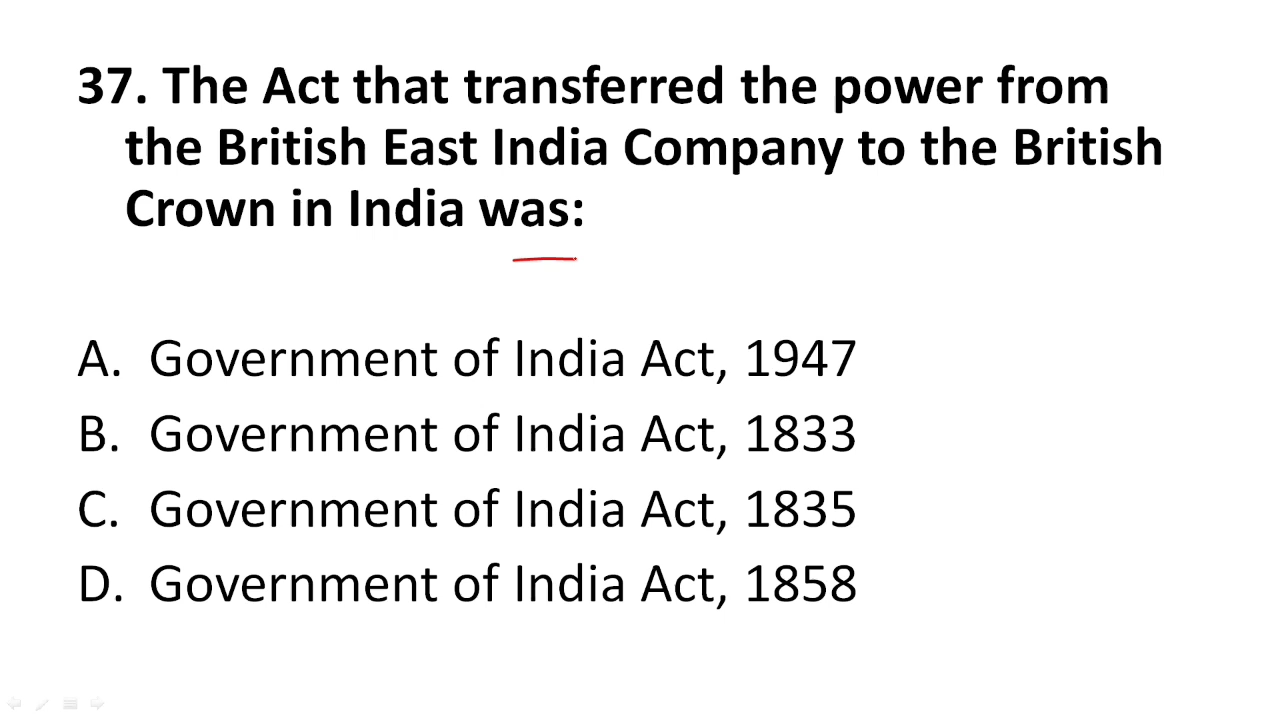 37. The Act that transferred the power from
the British East India Company to the British
Crown in India was:
A. Government of India Act, 1947
B. Government of India Act, 1833
C. Government of India Act, 1835
D. Government of India Act, 1858